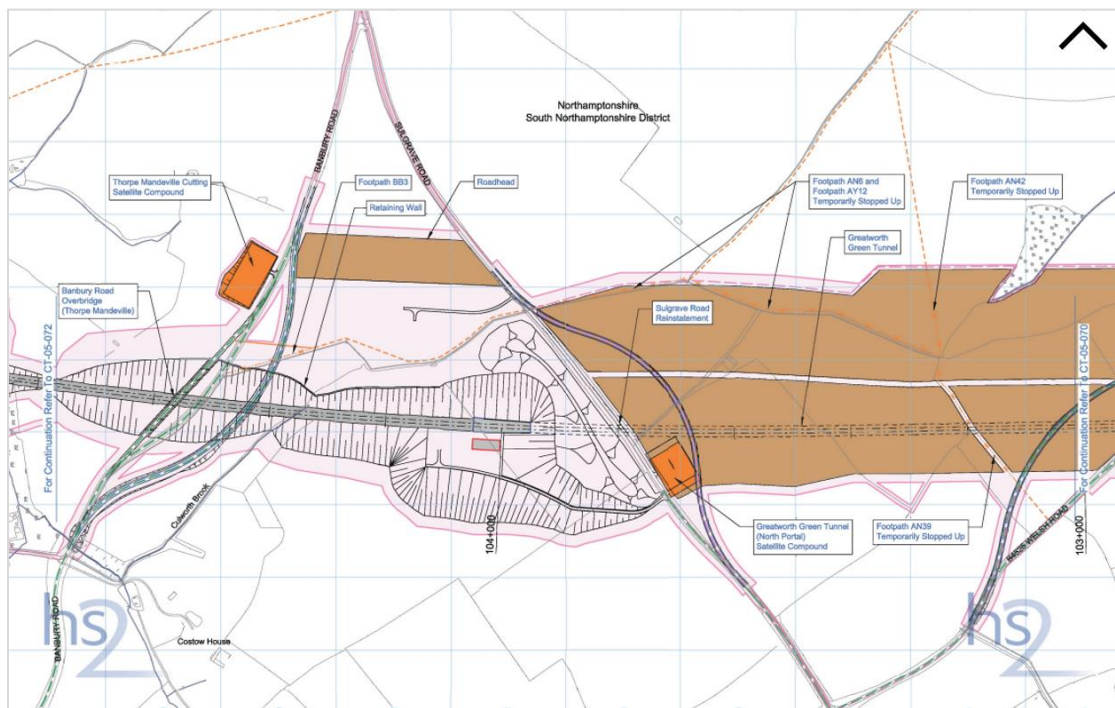 Northamptonshire
South Northamptonshire District
BANBURY ROAD
SULGRAVE ROAD
Thorpe Mandeville Cutting
Satellite Compound
Footpath BB3
Retaining Wall
Roadhead
Footpath AN6 and
Footpath AY12
Temporarily Stopped Up
Footpath AN42
Temporarily Stopped Up
Greatworth
Green Tunnel
Banbury Road
Overbridge
(Thorpe Mandeville)
Sulgrave Road
Reinstatement
For Continuation Refer To CT-05-072
For Continuation Refer To CT-05-070
Culworth Brook
104+000
Greatworth Green Tunnel
(North Portal)
Satellite Compound
Footpath AN39
Temporarily Stopped Up
103+000
B4525 WELSH ROAD
BANBURY ROAD
hs2
Costow House
hs2